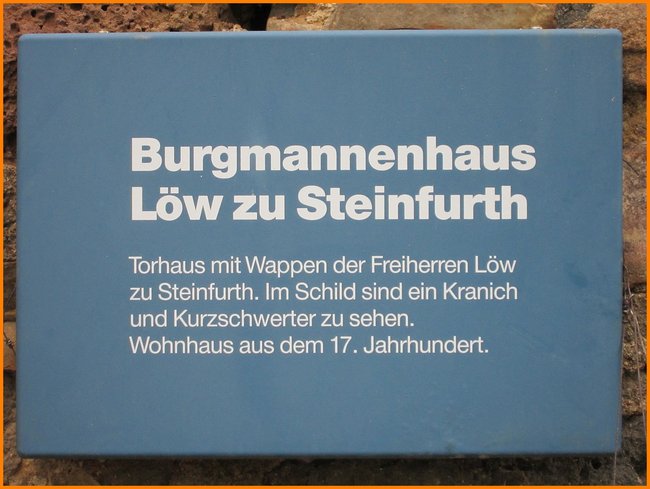 Burgmannenhaus
Löw zu Steinfurth
Torhaus mit Wappen der Freiherren Löw
zu Steinfurth. Im Schild sind ein Kranich
und Kurzschwerter zu sehen.
Wohnhaus aus dem 17. Jahrhundert.